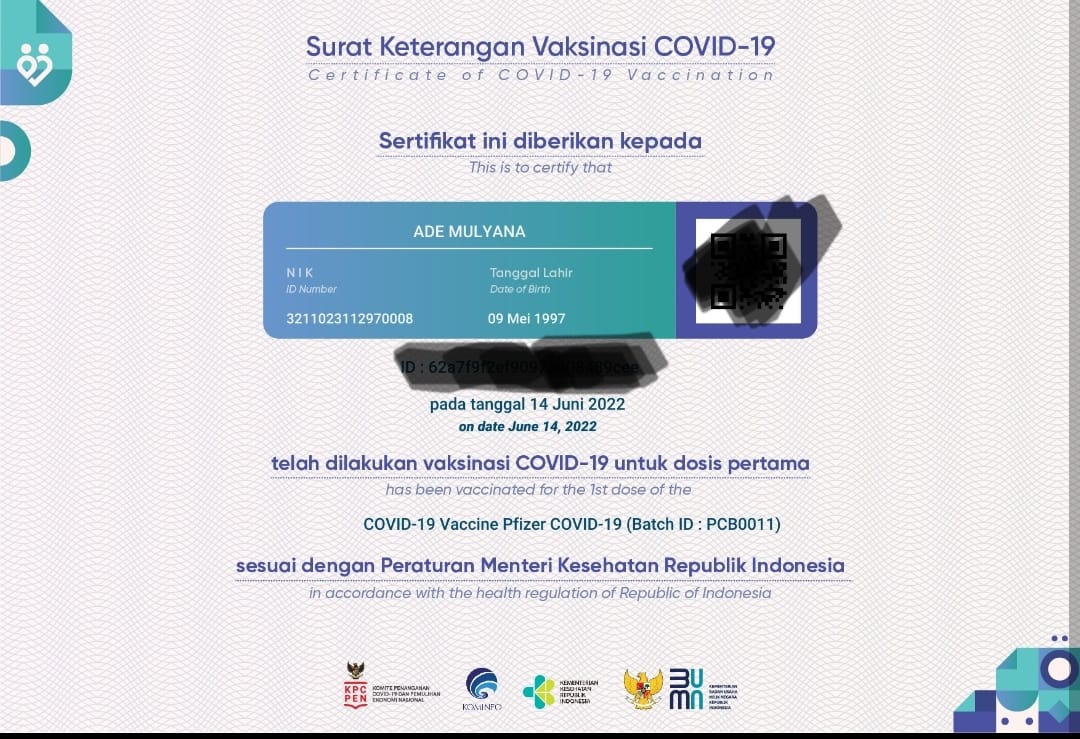 Surat Keterangan Vaksinasi COVID-19
Certificate of COVID-19 Vaccination
Sertifikat ini diberikan kepada
This is to certify that
ADE MULYANA
NIK
ID Number
3211023112970008
Tanggal Lahir
Date of Birth
09 Mei 1997
ID :
pada tanggal 14 Juni 2022
on date June 14, 2022
telah dilakukan vaksinasi COVID-19 untuk dosis pertama
has been vaccinated for the 1st dose of the
COVID-19 Vaccine Pfizer COVID-19 (Batch ID : PCB0011)
sesuai dengan Peraturan Menteri Kesehatan Republik Indonesia
in accordance with the health regulation of Republic of Indonesia
KPC
PEN
KOMITE PENANGANAN
COVID-19 DAN PEMULIHAN
EKONOMI NASIONAL
KOMINFO
KEMENTERIAN
KESEHATAN
REPUBLIK
INDONESIA
BUMN
KEMENTERIAN
BADAN USAHA
MILIK NEGARA
REPUBLIK
INDONESIA